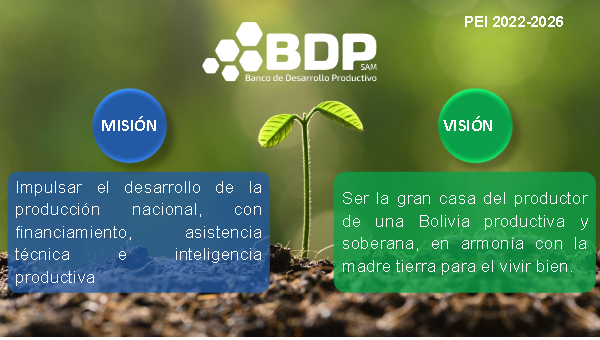 PEI 2022-2026
BDP
SAM
Banco de Desarrollo Productivo
MISIÓN
Impulsar el desarrollo de la
producción nacional, con
financiamiento, asistencia
técnica e inteligencia
productiva
VISIÓN
Ser la gran casa del productor
de una Bolivia productiva y
soberana, en armonía con la
madre tierra para el vivir bien.